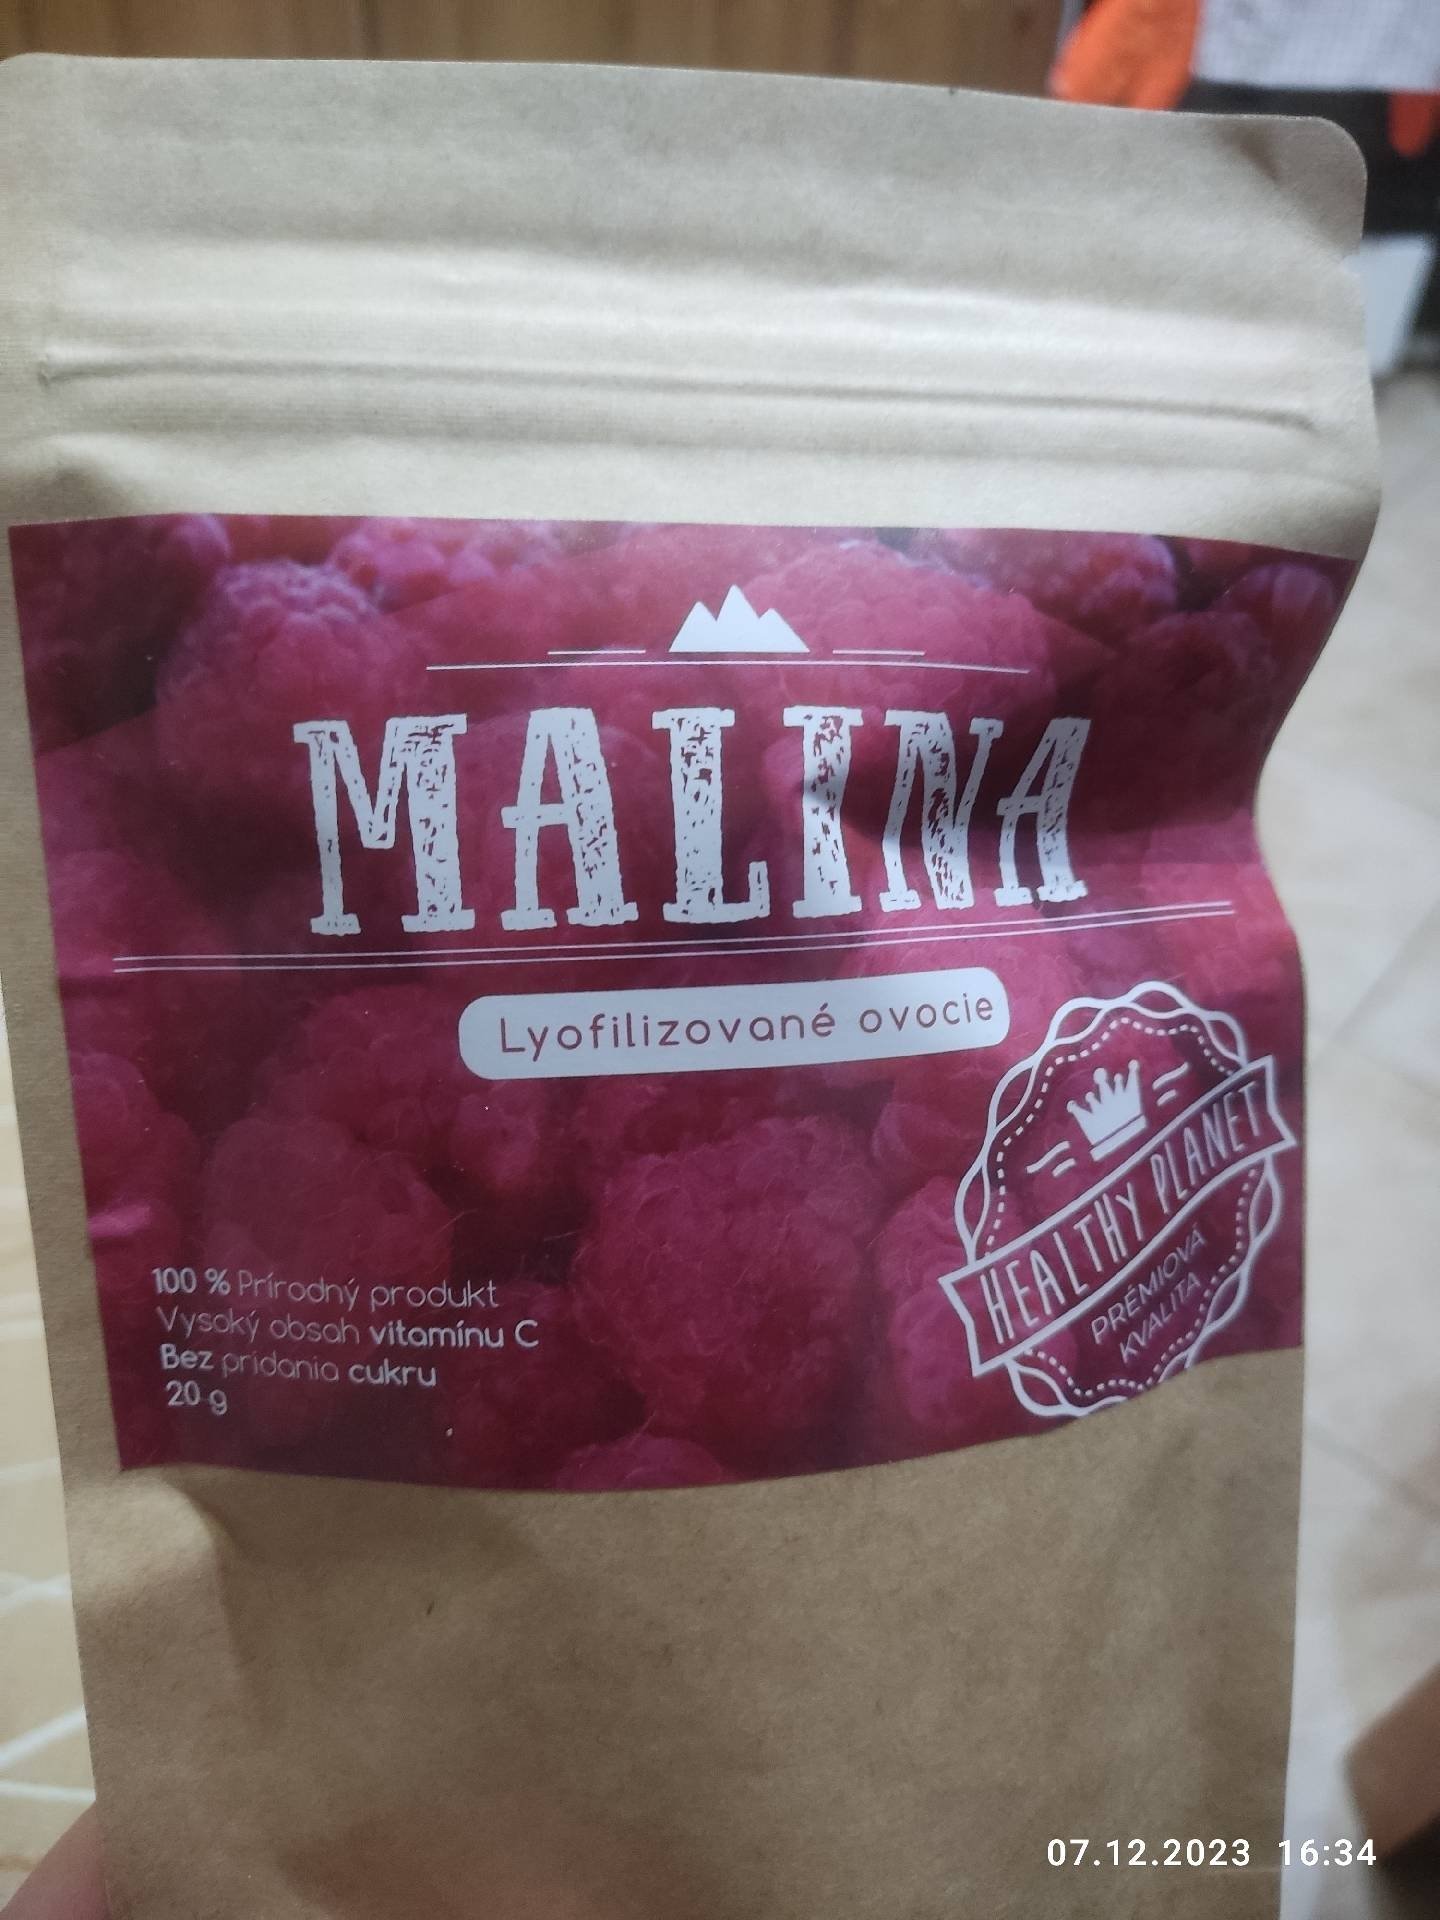 MALINA
Lyofilizované ovocie
HEALTHY PLANET
PRÉMIOVÁ
KVALITA
100 % Prírodný produkt
Vysoký obsah vitamínu C
Bez pridania cukru
20 g
07.12.2023 16:34